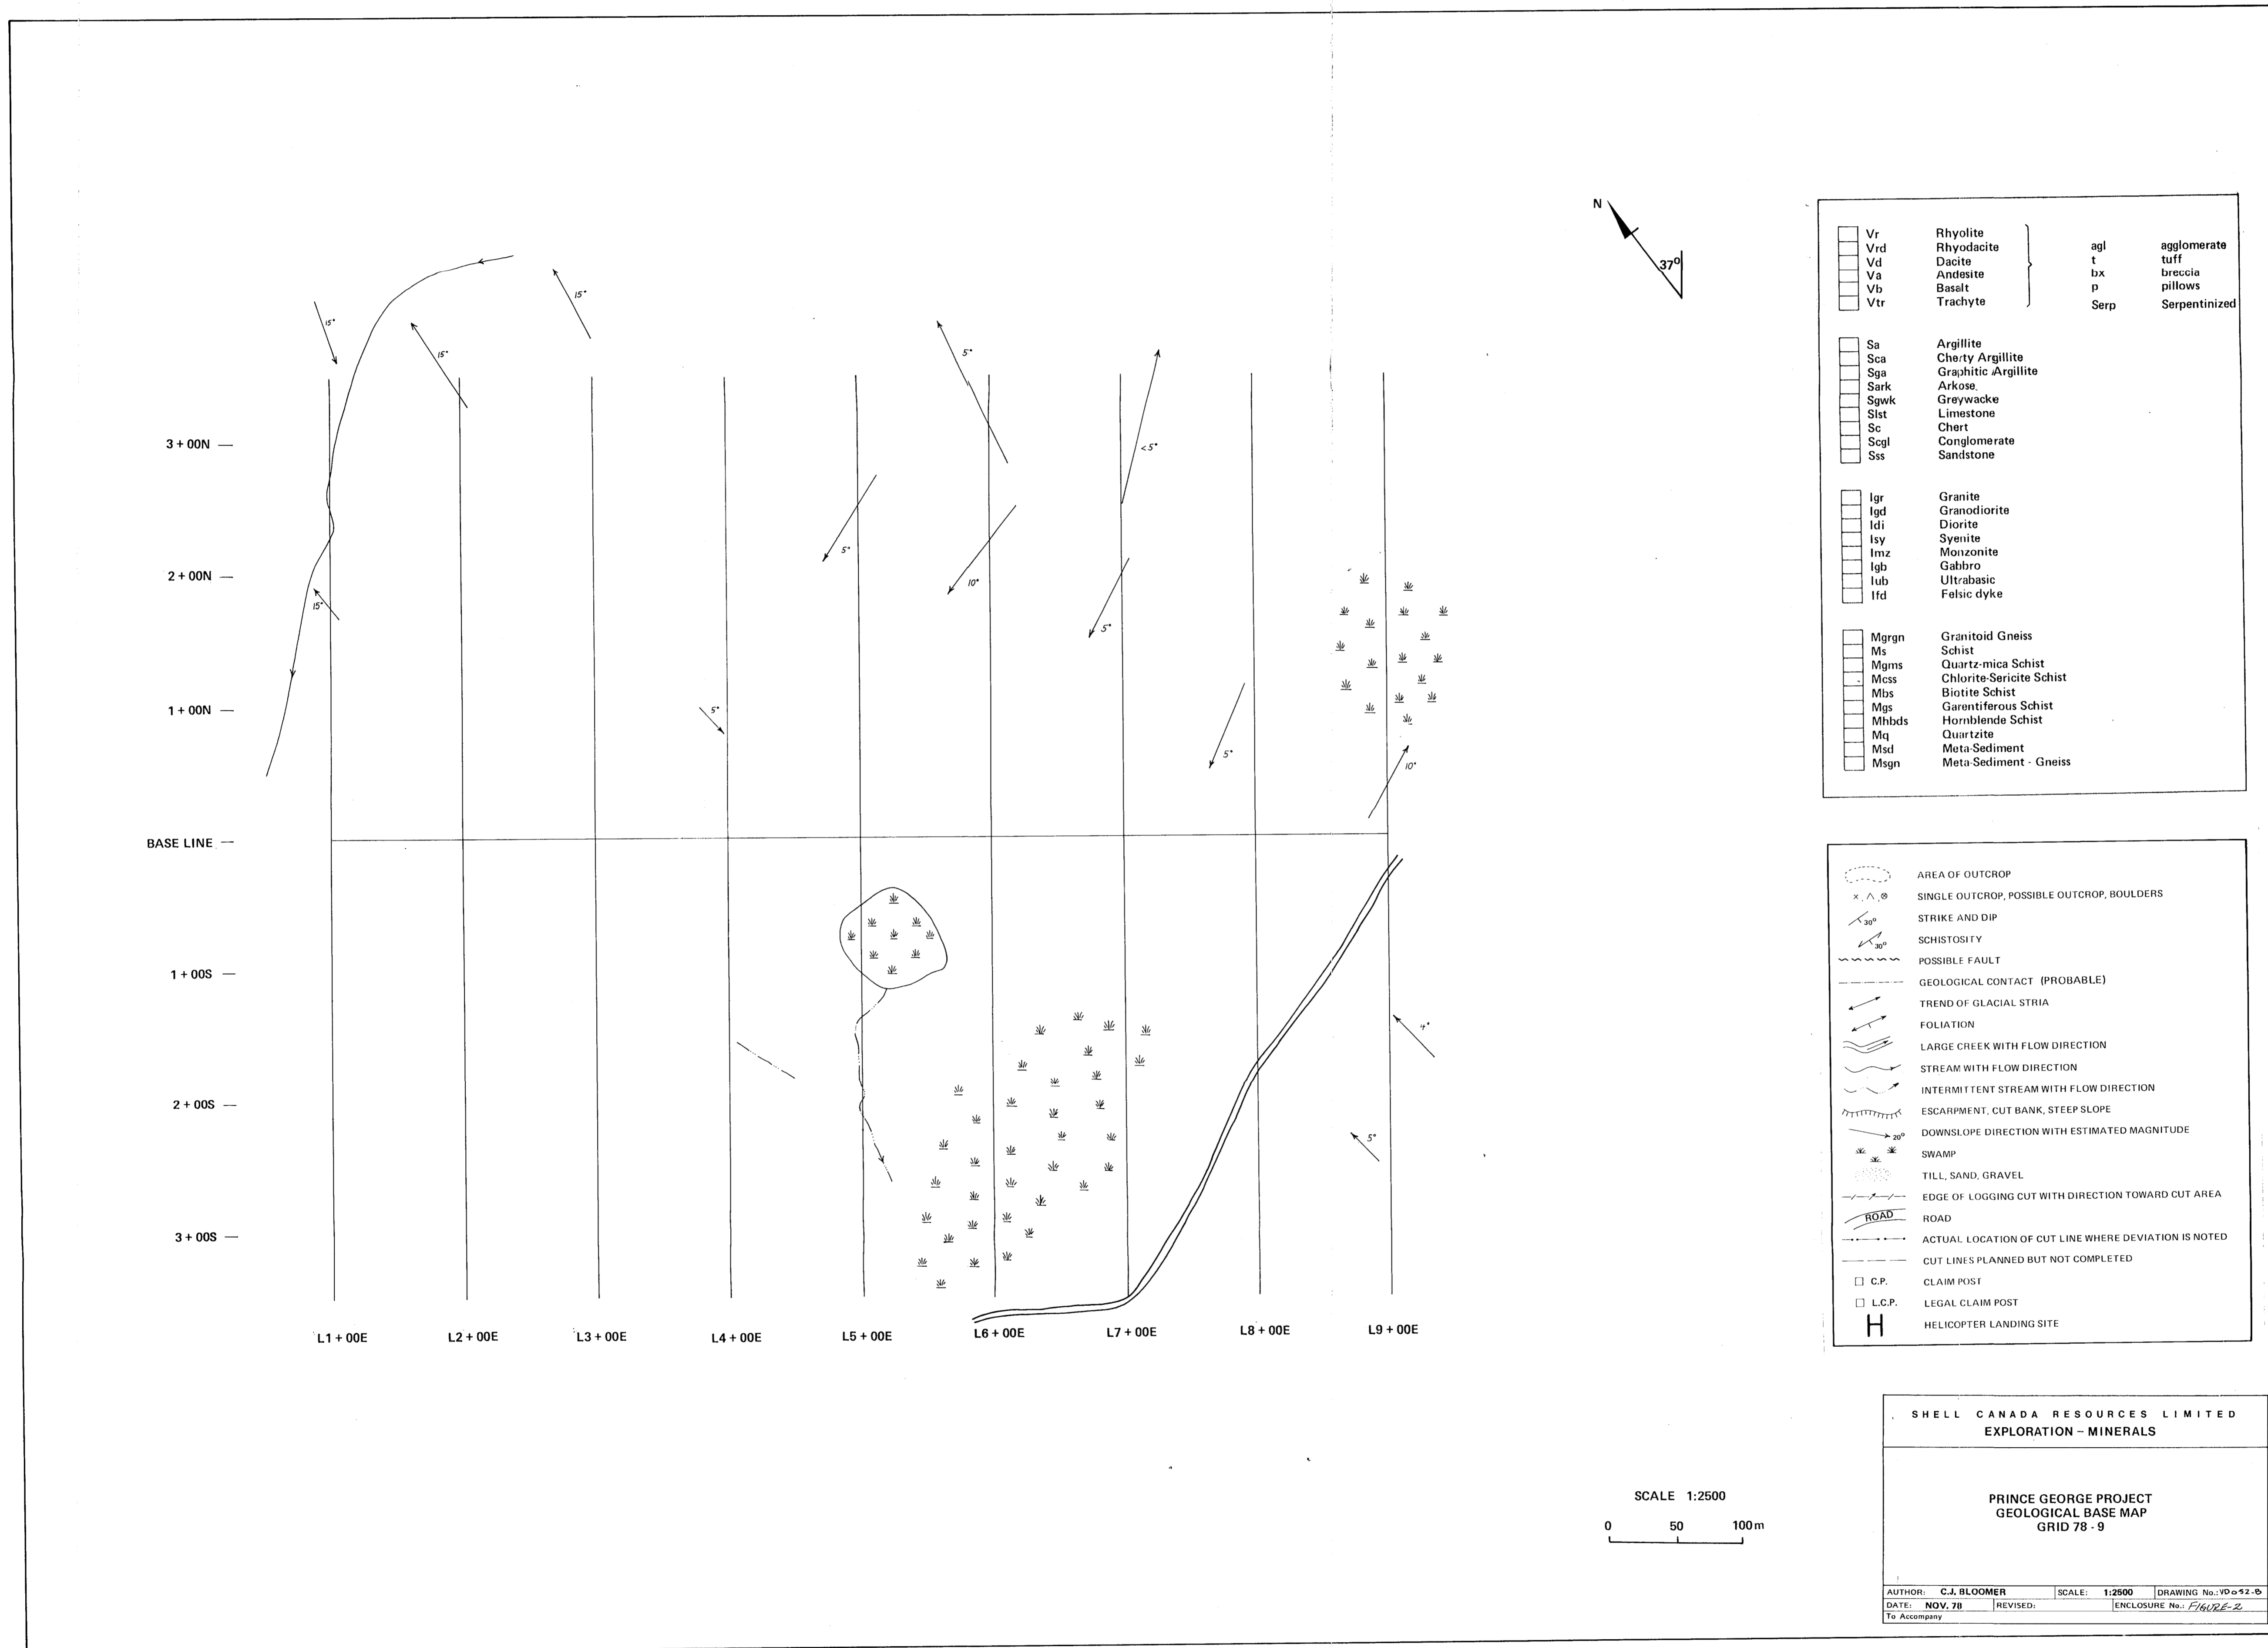 N
37°
15°
15°
15°
5°
<5°
3 + 00N
5°
10°
2 + 00N
15°
5°
1 + 00N
5°
5°
10°
BASE LINE
1 + 00S
4°
2 + 00S
5°
3 + 00S
L1 + 00E
L2 + 00E
L3 + 00E
L4 + 00E
L5 + 00E
L6 + 00E
L7 + 00E
L8 + 00E
L9 + 00E
Vr Rhyolite
Vrd Rhyodacite agl agglomerate
Vd Dacite t tuff
Va Andesite bx breccia
Vb Basalt p pillows
Vtr Trachyte Serp Serpentinized
Sa Argillite
Sca Cherty Argillite
Sga Graphitic Argillite
Sark Arkose
Sgwk Greywacke
Slst Limestone
Sc Chert
Scgl Conglomerate
Sss Sandstone
Igr Granite
Igd Granodiorite
Idi Diorite
Isy Syenite
Imz Monzonite
Igb Gabbro
Iub Ultrabasic
Ifd Felsic dyke
Mgrgn Granitoid Gneiss
Ms Schist
Mgms Quartz-mica Schist
Mcss Chlorite-Sericite Schist
Mbs Biotite Schist
Mgs Garentiferous Schist
Mhbds Hornblende Schist
Mq Quartzite
Msd Meta-Sediment
Msgn Meta-Sediment - Gneiss
AREA OF OUTCROP
SINGLE OUTCROP, POSSIBLE OUTCROP, BOULDERS
30° STRIKE AND DIP
30° SCHISTOSITY
POSSIBLE FAULT
GEOLOGICAL CONTACT (PROBABLE)
TREND OF GLACIAL STRIA
FOLIATION
LARGE CREEK WITH FLOW DIRECTION
STREAM WITH FLOW DIRECTION
INTERMITTENT STREAM WITH FLOW DIRECTION
ESCARPMENT, CUT BANK, STEEP SLOPE
20° DOWNSLOPE DIRECTION WITH ESTIMATED MAGNITUDE
SWAMP
TILL, SAND, GRAVEL
EDGE OF LOGGING CUT WITH DIRECTION TOWARD CUT AREA
ROAD ROAD
ACTUAL LOCATION OF CUT LINE WHERE DEVIATION IS NOTED
CUT LINES PLANNED BUT NOT COMPLETED
C.P. CLAIM POST
L.C.P. LEGAL CLAIM POST
H HELICOPTER LANDING SITE
SCALE 1:2500
0 50 100m
SHELL CANADA RESOURCES LIMITED
EXPLORATION - MINERALS
PRINCE GEORGE PROJECT
GEOLOGICAL BASE MAP
GRID 78 - 9
AUTHOR: C.J. BLOOMER SCALE: 1:2500 DRAWING No.: VD052-B
DATE: NOV. 78 REVISED: ENCLOSURE No.: FIGURE-2
To Accompany